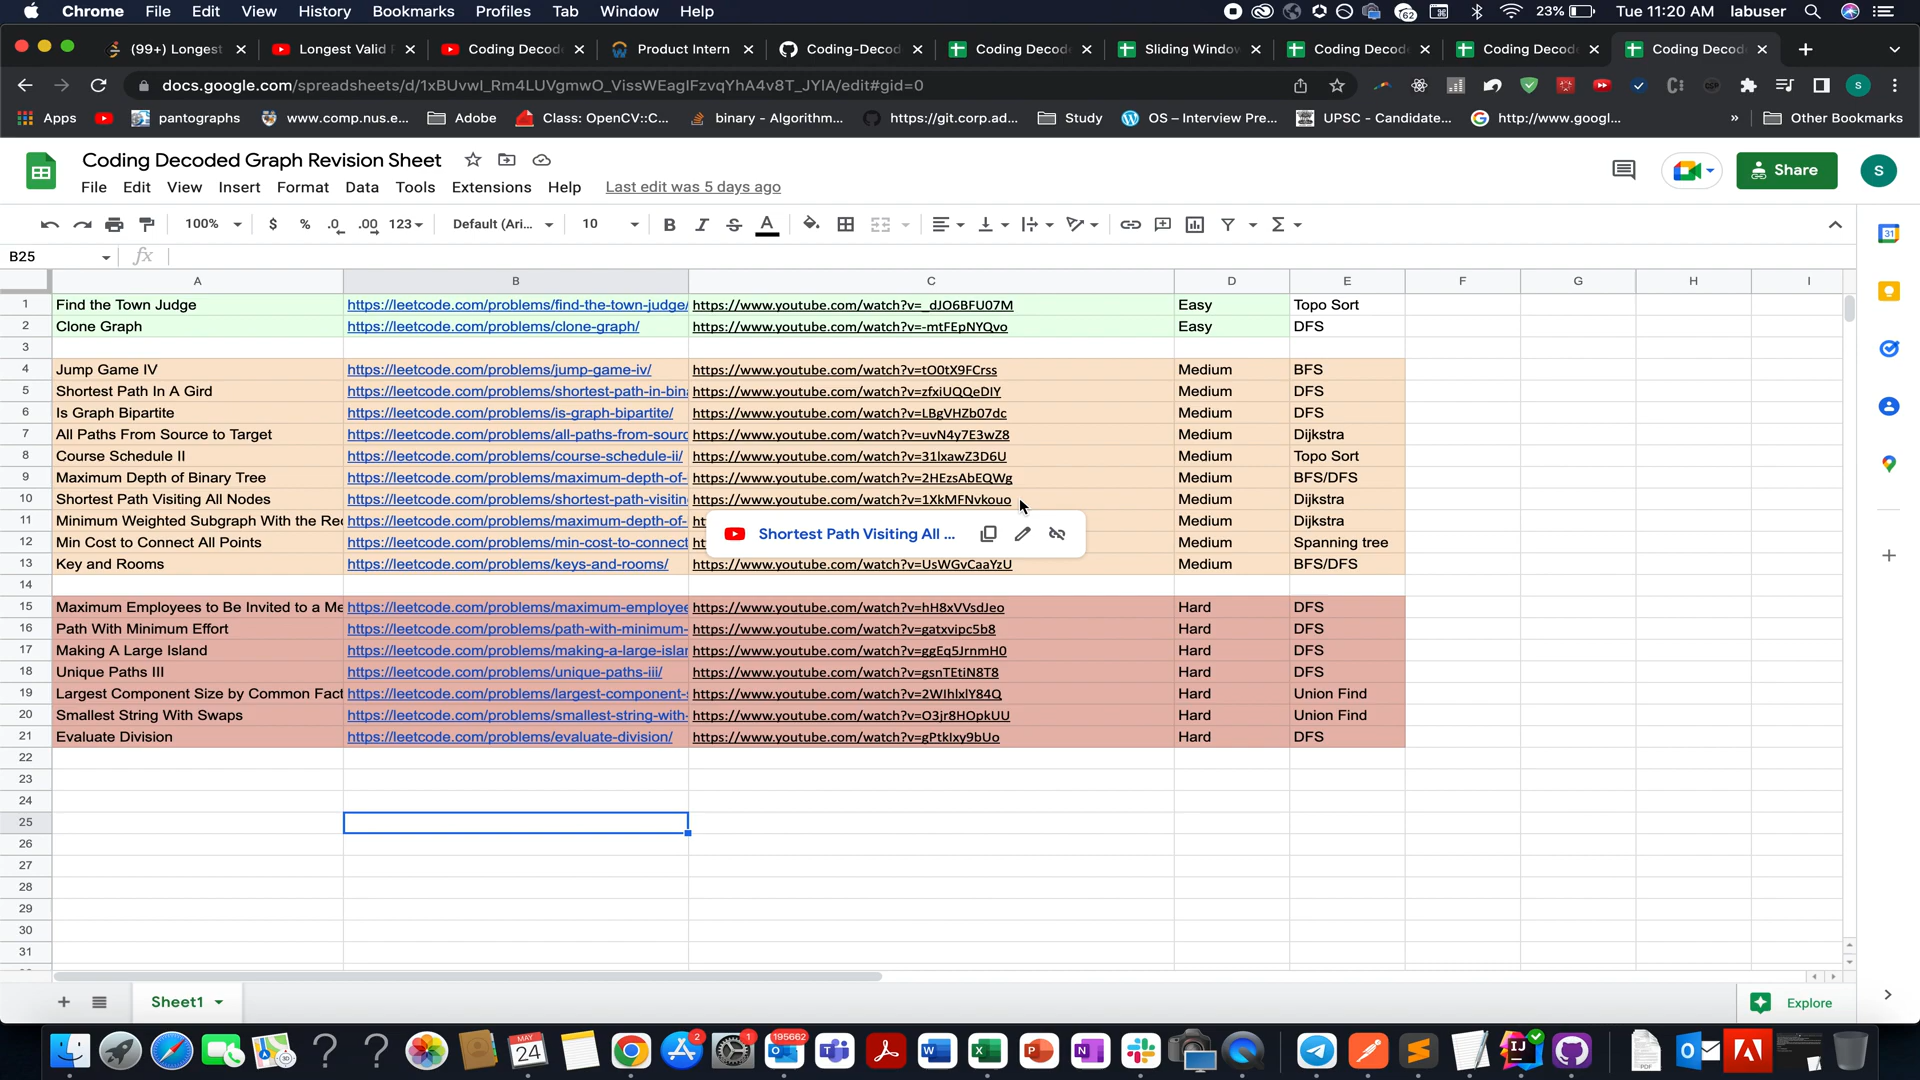 Chrome File Edit View History Bookmarks Profiles Tab Window Help 62 23% Tue 11:20 AM labuser
(99+) Longest Longest Valid Coding Decod Product Intern Coding-Decod Coding Decod Sliding Windo Coding Decod Coding Decod Coding Decod
docs.google.com/spreadsheets/d/1xBUvwI_Rm4LUVgmwO_VissWEagIFzvqYhA4v8T_JYIA/edit#gid=0 S
Apps pantographs www.comp.nus.e... Adobe Class: OpenCV::C... binary - Algorithm... https://git.corp.ad... Study OS – Interview Pre... UPSC - Candidate... http://www.googl... » Other Bookmarks
Coding Decoded Graph Revision Sheet Share S
File Edit View Insert Format Data Tools Extensions Help Last edit was 5 days ago
100% $ % .0 .00 123 Default (Ari... 10 B I S A Σ 31
B25 fx
A B C D E F G H I
1 Find the Town Judge https://leetcode.com/problems/find-the-town-judge/ https://www.youtube.com/watch?v=_dJO6BFU07M Easy Topo Sort
2 Clone Graph https://leetcode.com/problems/clone-graph/ https://www.youtube.com/watch?v=-mtFEpNYQvo Easy DFS
3
4 Jump Game IV https://leetcode.com/problems/jump-game-iv/ https://www.youtube.com/watch?v=tO0tX9FCrss Medium BFS
5 Shortest Path In A Gird https://leetcode.com/problems/shortest-path-in-bin https://www.youtube.com/watch?v=zfxiUQQeDIY Medium DFS
6 Is Graph Bipartite https://leetcode.com/problems/is-graph-bipartite/ https://www.youtube.com/watch?v=LBgVHZb07dc Medium DFS
7 All Paths From Source to Target https://leetcode.com/problems/all-paths-from-sourc https://www.youtube.com/watch?v=uvN4y7E3wZ8 Medium Dijkstra
8 Course Schedule II https://leetcode.com/problems/course-schedule-ii/ https://www.youtube.com/watch?v=31lxawZ3D6U Medium Topo Sort
9 Maximum Depth of Binary Tree https://leetcode.com/problems/maximum-depth-of- https://www.youtube.com/watch?v=2HEzsAbEQWg Medium BFS/DFS
10 Shortest Path Visiting All Nodes https://leetcode.com/problems/shortest-path-visitin https://www.youtube.com/watch?v=1XkMFNvkouo Medium Dijkstra
11 Minimum Weighted Subgraph With the Rec https://leetcode.com/problems/maximum-depth-of- ht Medium Dijkstra
Shortest Path Visiting All ...
12 Min Cost to Connect All Points https://leetcode.com/problems/min-cost-to-connect ht Medium Spanning tree
13 Key and Rooms https://leetcode.com/problems/keys-and-rooms/ https://www.youtube.com/watch?v=UsWGvCaaYzU Medium BFS/DFS
14
15 Maximum Employees to Be Invited to a Me https://leetcode.com/problems/maximum-employee https://www.youtube.com/watch?v=hH8xVVsdJeo Hard DFS
16 Path With Minimum Effort https://leetcode.com/problems/path-with-minimum- https://www.youtube.com/watch?v=gatxvipc5b8 Hard DFS
17 Making A Large Island https://leetcode.com/problems/making-a-large-islan https://www.youtube.com/watch?v=ggEq5JrnmH0 Hard DFS
18 Unique Paths III https://leetcode.com/problems/unique-paths-iii/ https://www.youtube.com/watch?v=gsnTEtiN8T8 Hard DFS
19 Largest Component Size by Common Fact https://leetcode.com/problems/largest-component-s https://www.youtube.com/watch?v=2WIhlxlY84Q Hard Union Find
20 Smallest String With Swaps https://leetcode.com/problems/smallest-string-with- https://www.youtube.com/watch?v=O3jr8HOpkUU Hard Union Find
21 Evaluate Division https://leetcode.com/problems/evaluate-division/ https://www.youtube.com/watch?v=gPtkIxy9bUo Hard DFS
22
23
24
25
26
27
28
29
30
31
Sheet1 Explore
? ? MAY 24 2 1 195662 W X P N IJ PDF